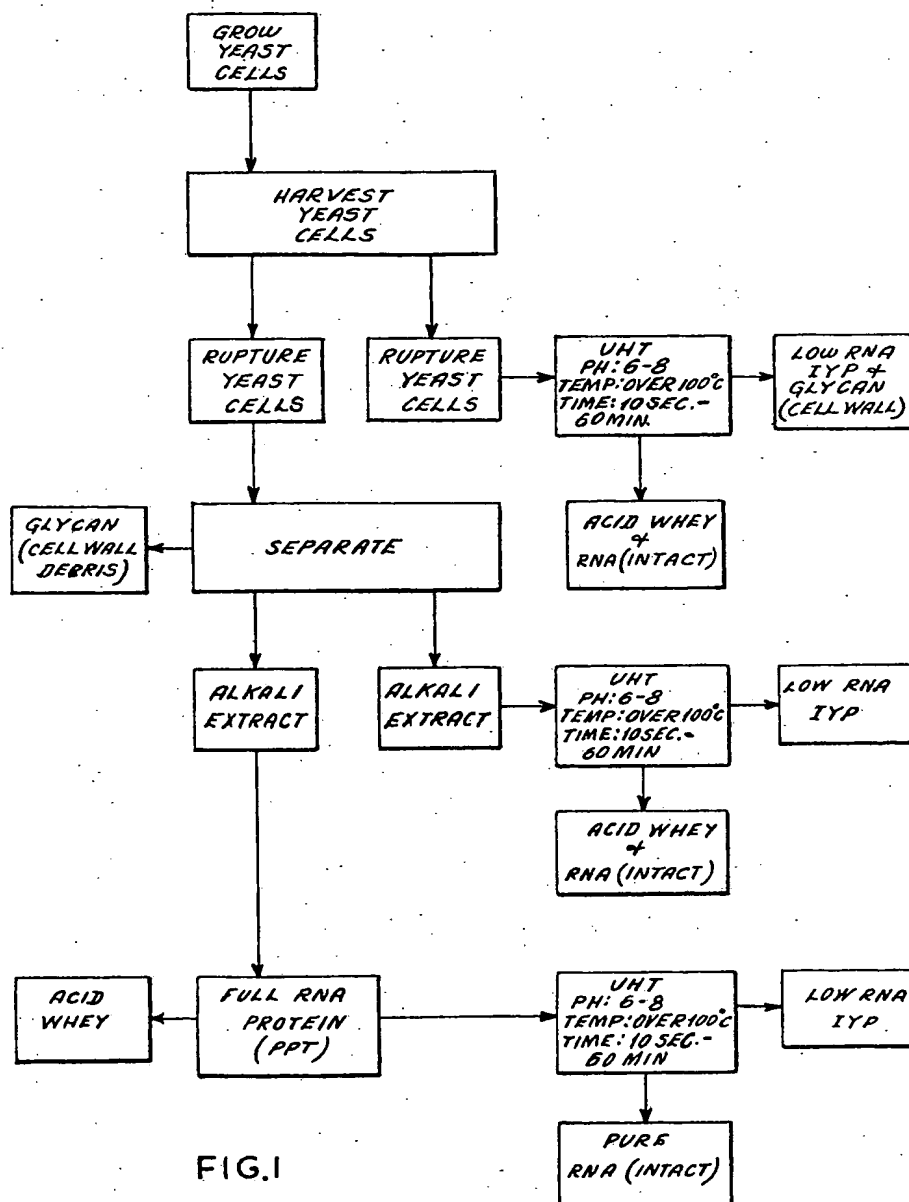 GROW
YEAST
CELLS
HARVEST
YEAST
CELLS
RUPTURE
YEAST
CELLS
RUPTURE
YEAST
CELLS
UHT
PH: 6-8
TEMP: OVER 100°C
TIME: 10 SEC.-
60 MIN.
LOW RNA
IYP &
GLYCAN
(CELL WALL)
ACID WHEY
&
RNA (INTACT)
GLYCAN
(CELL WALL
DEBRIS)
SEPARATE
ALKALI
EXTRACT
ALKALI
EXTRACT
UHT
PH: 6-8
TEMP: OVER 100°C
TIME: 10 SEC.-
60 MIN
LOW RNA
IYP
ACID WHEY
&
RNA (INTACT)
ACID
WHEY
FULL RNA
PROTEIN
(PPT)
UHT
PH: 6-8
TEMP: OVER 100°C
TIME: 10 SEC.-
60 MIN
LOW RNA
IYP
PURE
RNA (INTACT)
FIG.1